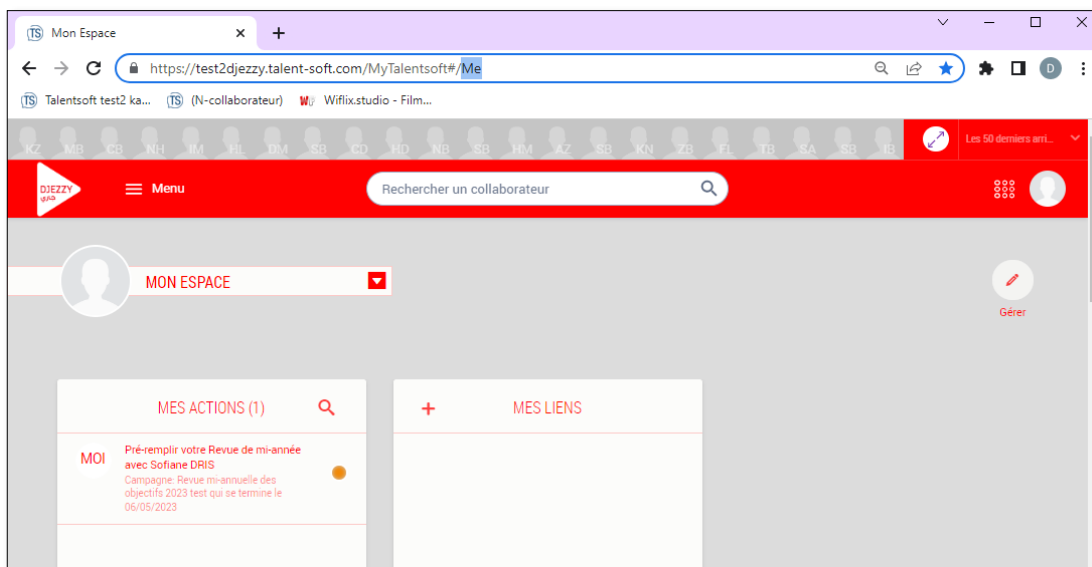 Mon Espace
https://test2djezzy.talent-soft.com/MyTalentsoft#/Me
D
Talentsoft test2 ka... (N-collaborateur) Wiflix.studio - Film...
KZ MB CB NH IM HL DM SB CD HD NB SB HM AZ SB KN ZB FL TB SA SB IB Les 50 derniers arri...
DJEZZY
جازي
Menu Rechercher un collaborateur
MON ESPACE
Gérer
MES ACTIONS (1) MES LIENS
MOI
Pré-remplir votre Revue de mi-année
avec Sofiane DRIS
Campagne: Revue mi-annuelle des
objectifs 2023 test qui se termine le
06/05/2023